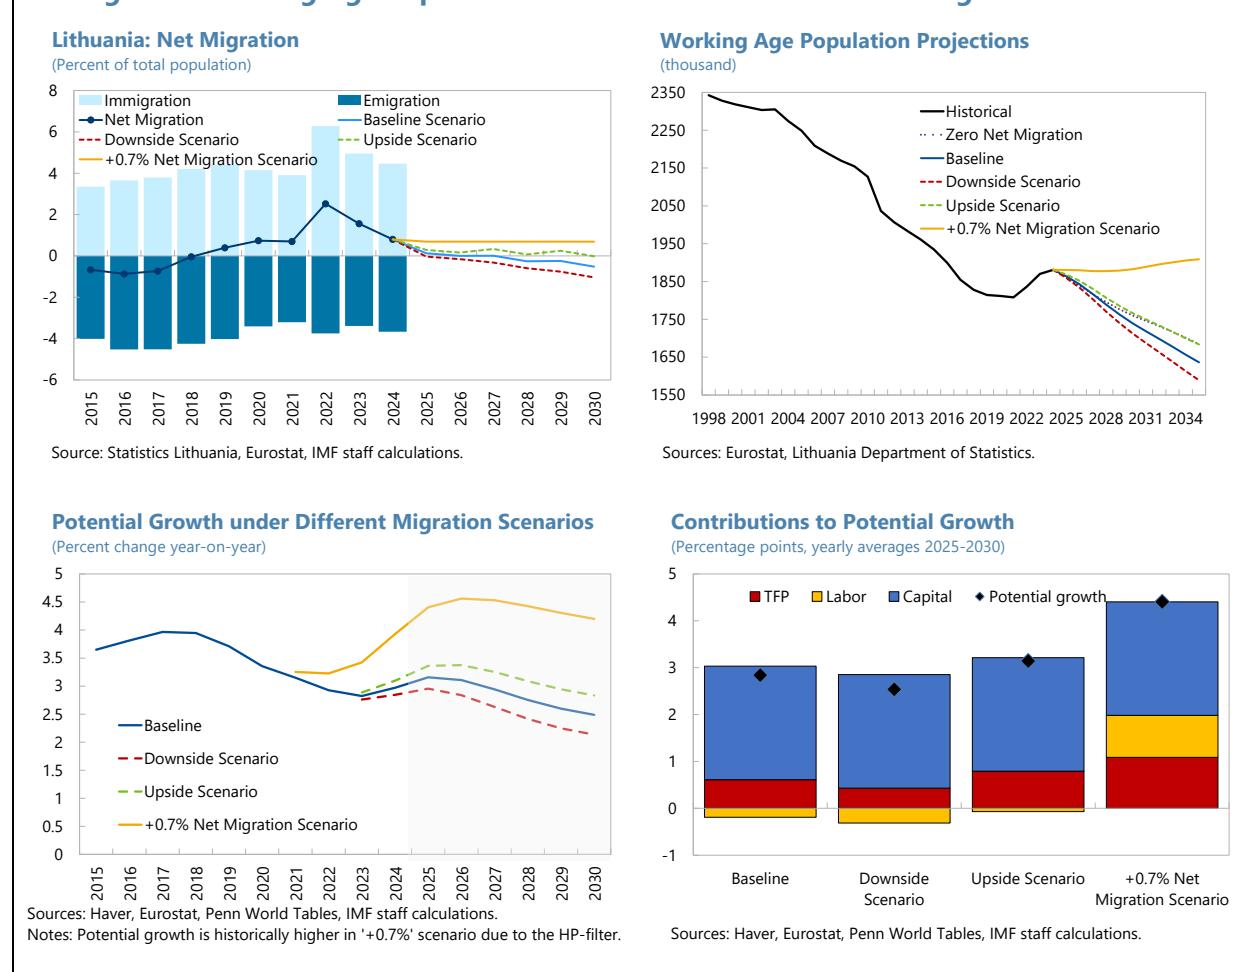 Lithuania: Net Migration
(Percent of total population)
8
6
4
2
0
-2
-4
-6
Immigration
Emigration
Net Migration
Baseline Scenario
Downside Scenario
Upside Scenario
+0.7% Net Migration Scenario
2015 2016 2017 2018 2019 2020 2021 2022 2023 2024 2025 2026 2027 2028 2029 2030
Source: Statistics Lithuania, Eurostat, IMF staff calculations.
Working Age Population Projections
(thousand)
2350
2250
2150
2050
1950
1850
1750
1650
1550
Historical
Zero Net Migration
Baseline
Downside Scenario
Upside Scenario
+0.7% Net Migration Scenario
1998 2001 2004 2007 2010 2013 2016 2019 2022 2025 2028 2031 2034
Sources: Eurostat, Lithuania Department of Statistics.
Potential Growth under Different Migration Scenarios
(Percent change year-on-year)
5
4.5
4
3.5
3
2.5
2
1.5
1
0.5
0
Baseline
Downside Scenario
Upside Scenario
+0.7% Net Migration Scenario
2015 2016 2017 2018 2019 2020 2021 2022 2023 2024 2025 2026 2027 2028 2029 2030
Sources: Haver, Eurostat, Penn World Tables, IMF staff calculations.
Notes: Potential growth is historically higher in '+0.7%' scenario due to the HP-filter.
Contributions to Potential Growth
(Percentage points, yearly averages 2025-2030)
5
4
3
2
1
0
-1
TFP
Labor
Capital
Potential growth
Baseline
Downside
Scenario
Upside Scenario
+0.7% Net
Migration Scenario
Sources: Haver, Eurostat, Penn World Tables, IMF staff calculations.